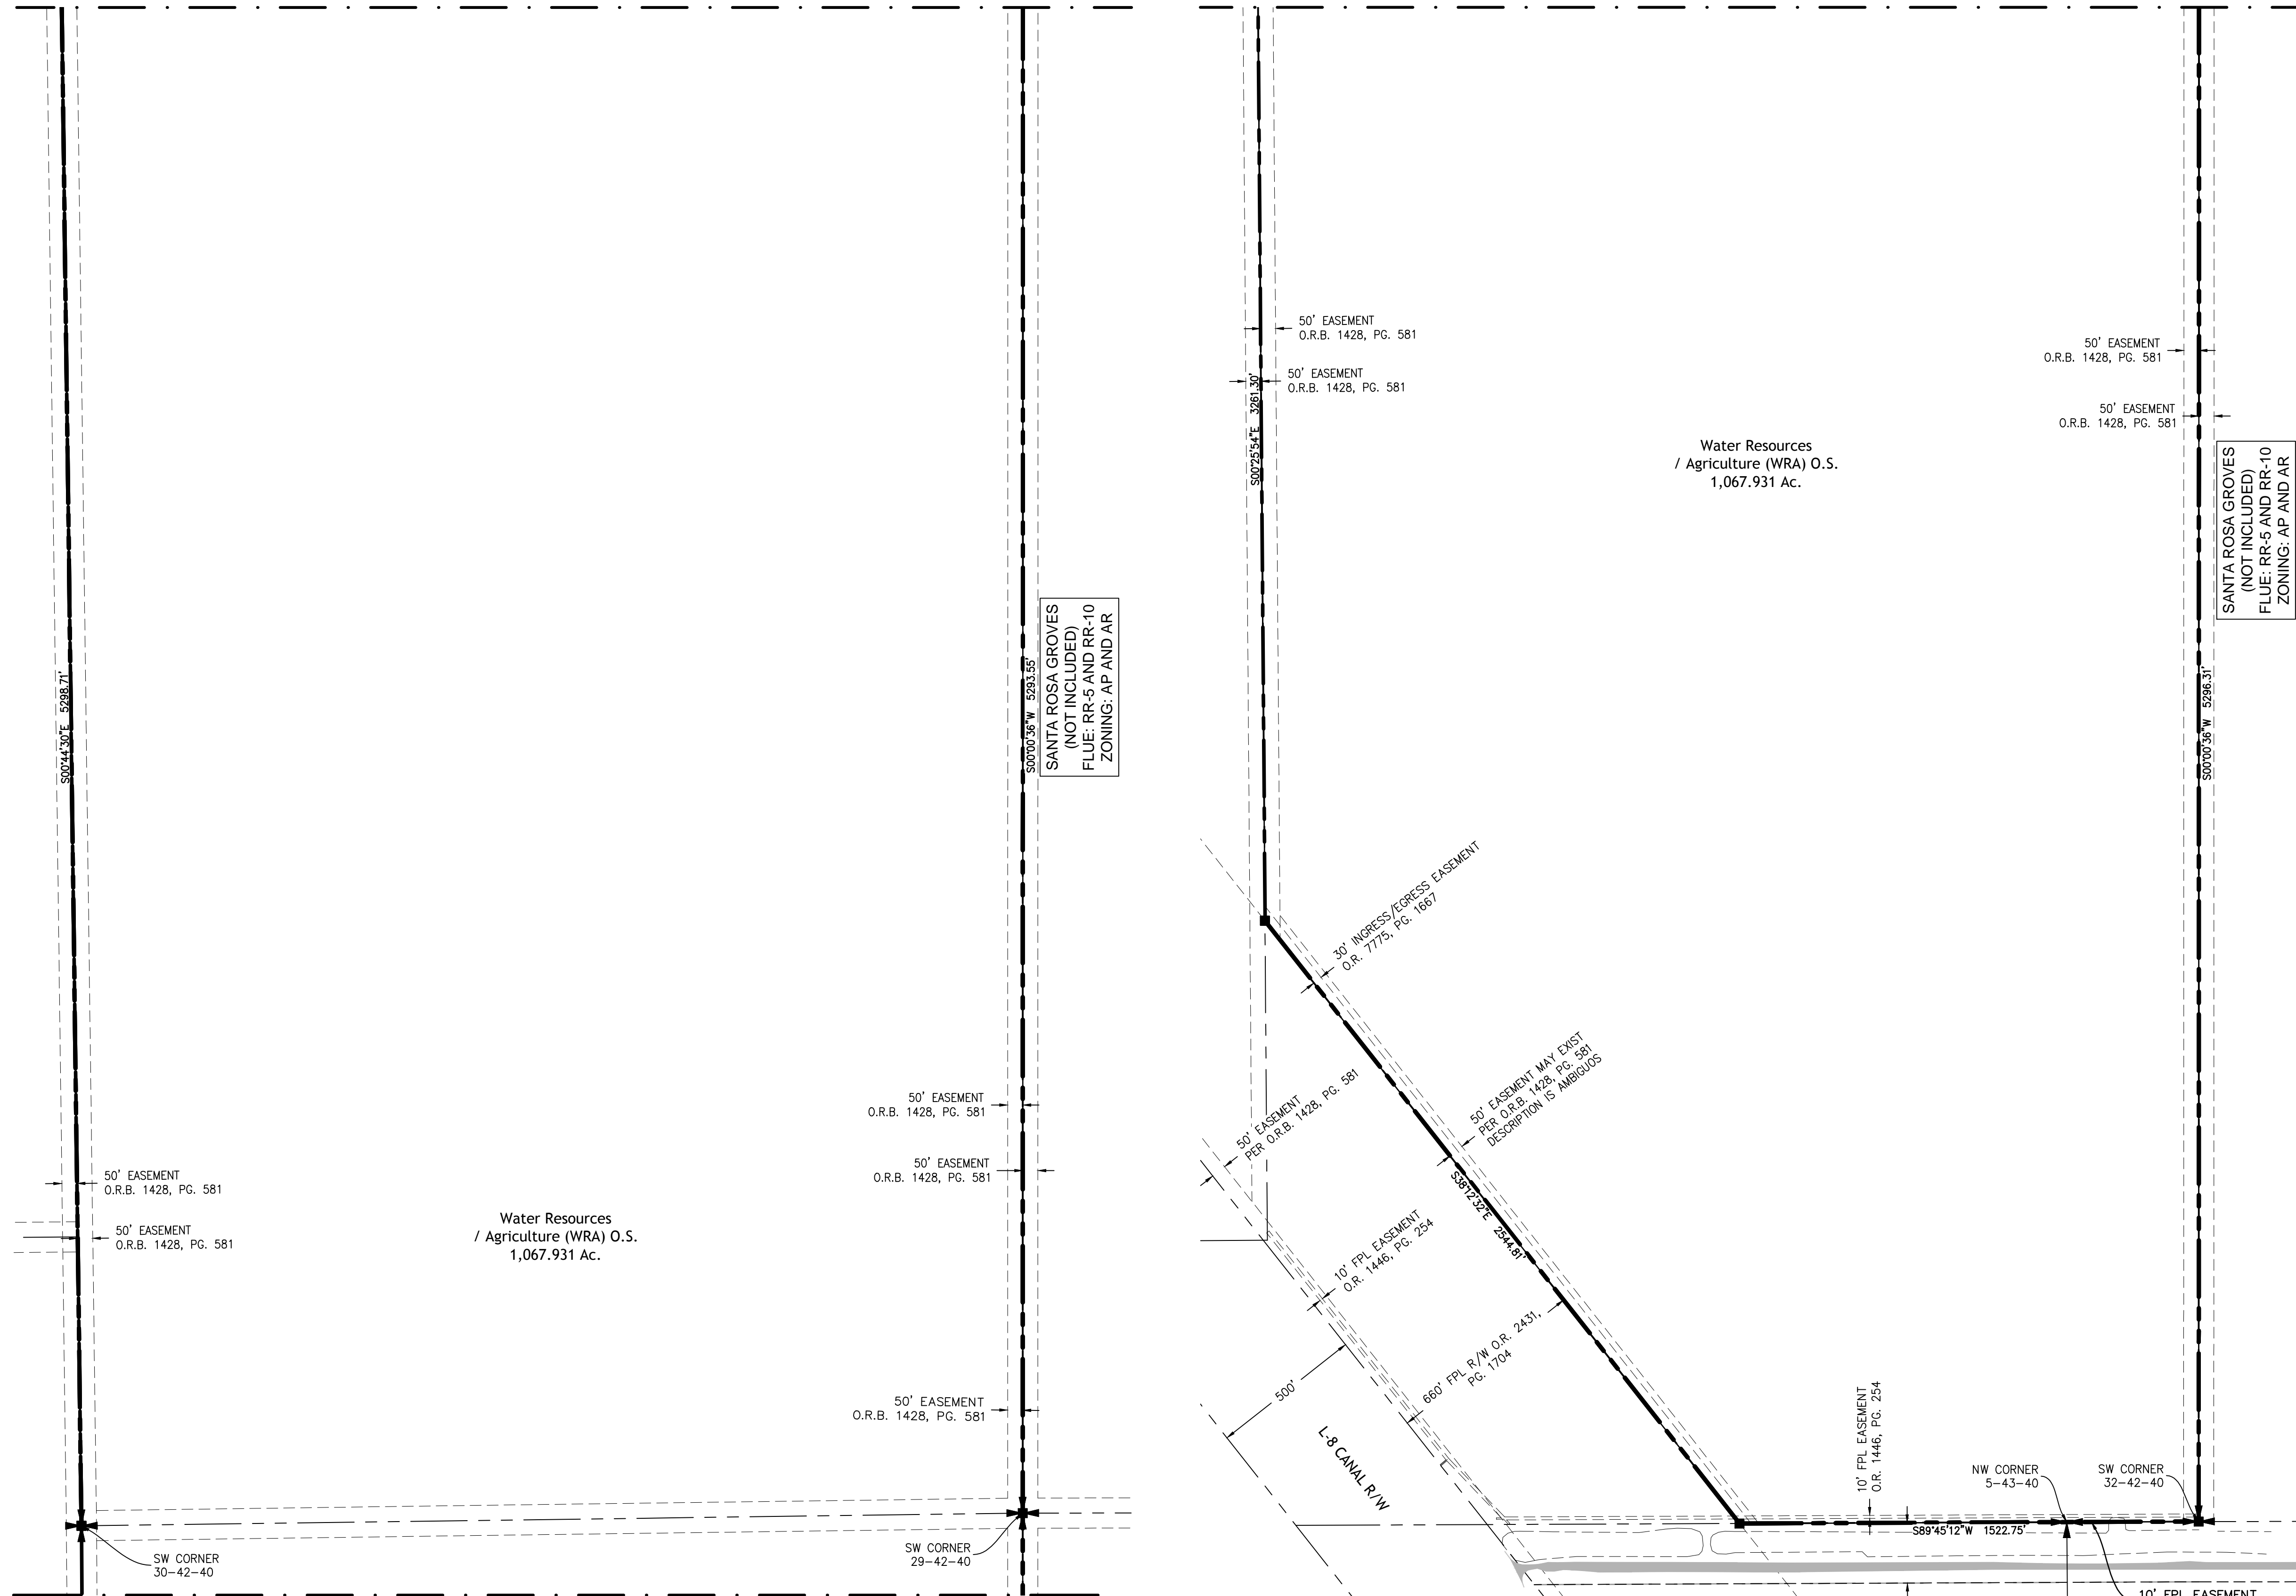 S00°44'30"E 5298.71'
50' EASEMENT
O.R.B. 1428, PG. 581
50' EASEMENT
O.R.B. 1428, PG. 581
Water Resources
/ Agriculture (WRA) O.S.
1,067.931 Ac.
SW CORNER
30-42-40
S00°00'36"W 5293.55'
SANTA ROSA GROVES
(NOT INCLUDED)
FLUE: RR-5 AND RR-10
ZONING: AP AND AR
50' EASEMENT
O.R.B. 1428, PG. 581
50' EASEMENT
O.R.B. 1428, PG. 581
50' EASEMENT
O.R.B. 1428, PG. 581
SW CORNER
29-42-40
50' EASEMENT
O.R.B. 1428, PG. 581
50' EASEMENT
O.R.B. 1428, PG. 581
S00°25'54"E 3261.30'
Water Resources
/ Agriculture (WRA) O.S.
1,067.931 Ac.
50' EASEMENT
O.R.B. 1428, PG. 581
50' EASEMENT
O.R.B. 1428, PG. 581
SANTA ROSA GROVES
(NOT INCLUDED)
FLUE: RR-5 AND RR-10
ZONING: AP AND AR
S00°00'36"W 5296.31'
30' INGRESS/EGRESS EASEMENT
O.R. 7775, PG. 1667
50' EASEMENT
PER O.R.B. 1428, PG. 581
50' EASEMENT MAY EXIST
PER O.R.B. 1428, PG. 581
DESCRIPTION IS AMBIGUOS
S38°12'32"E 2544.81'
10' FPL EASEMENT
O.R. 1446, PG. 254
660' FPL R/W O.R. 2431,
PG. 1704
500'
L-8 CANAL R/W
10' FPL EASEMENT
O.R. 1446, PG. 254
NW CORNER
5-43-40
SW CORNER
32-42-40
S89°45'12"W 1522.75'
10' FPL EASEMENT